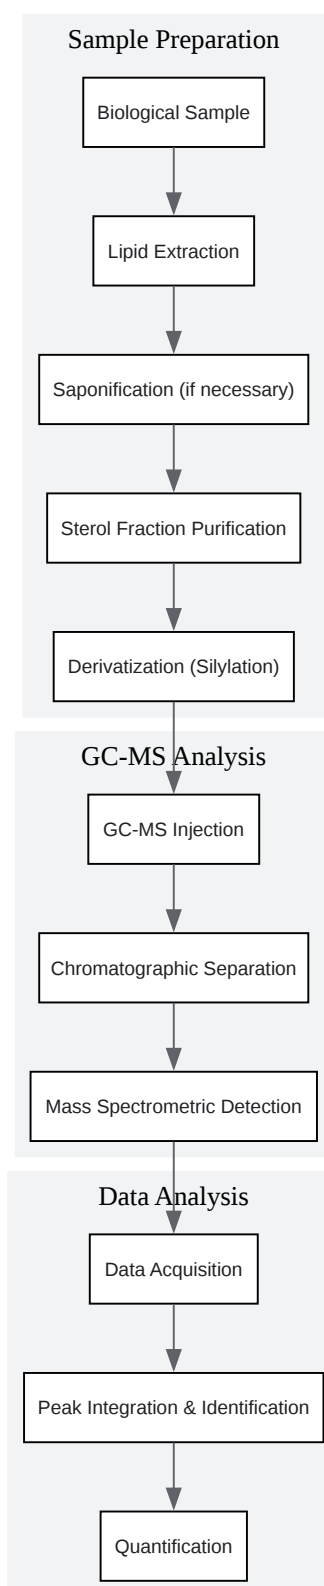 Sample Preparation
Biological Sample
Lipid Extraction
Saponification (if necessary)
Sterol Fraction Purification
Derivatization (Silylation)
GC-MS Analysis
GC-MS Injection
Chromatographic Separation
Mass Spectrometric Detection
Data Analysis
Data Acquisition
Peak Integration & Identification
Quantification